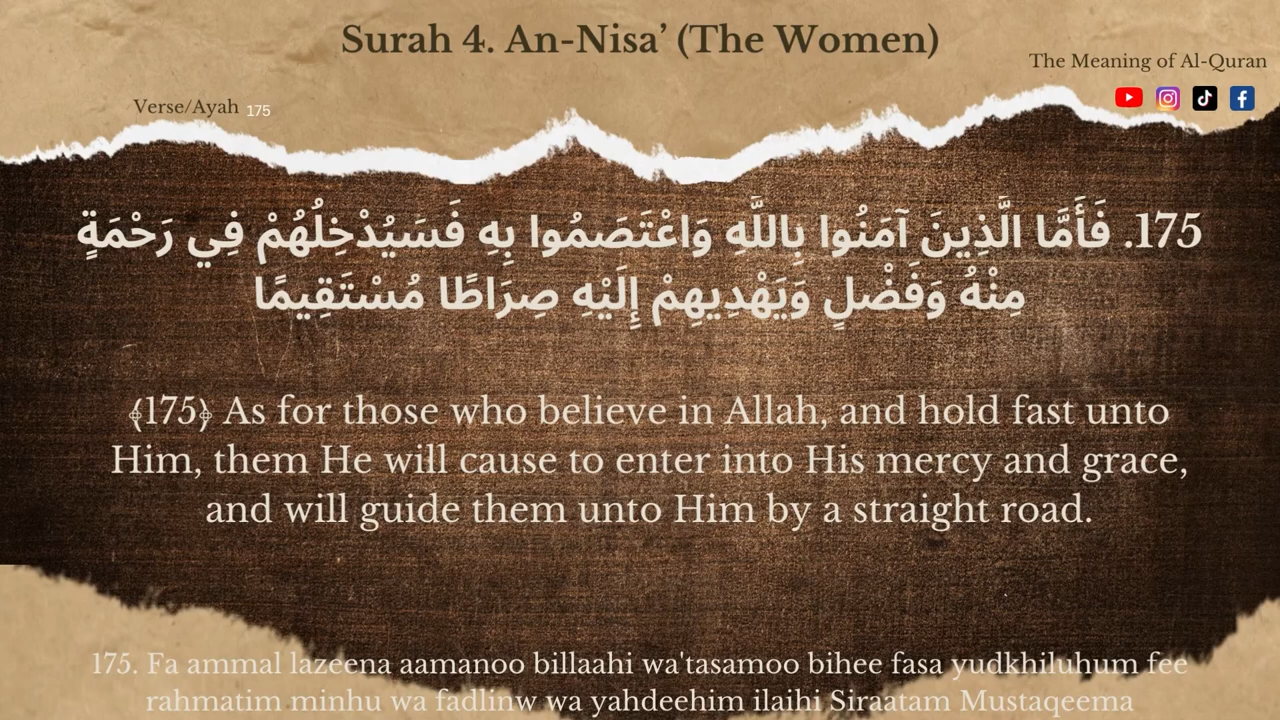 Surah 4. An-Nisa’ (The Women)
The Meaning of Al-Quran
Verse/Ayah 175
175. فَأَمَّا الَّذِينَ آمَنُوا بِاللَّهِ وَاعْتَصَمُوا بِهِ فَسَيُدْخِلُهُمْ فِي رَحْمَةٍ
مِنْهُ وَفَضْلٍ وَيَهْدِيهِمْ إِلَيْهِ صِرَاطًا مُسْتَقِيمًا
﴾175﴿ As for those who believe in Allah, and hold fast unto
Him, them He will cause to enter into His mercy and grace,
and will guide them unto Him by a straight road.
175. Fa ammal lazeena aamanoo billaahi wa'tasamoo bihee fasa yudkhiluhum fee
rahmatim minhu wa fadlinw wa yahdeehim ilaihi Siraatam Mustaqeema